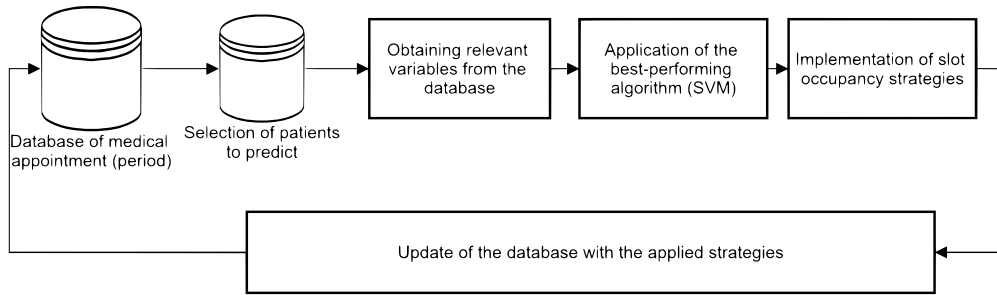 Database of medical
appointment (period)
Selection of patients
to predict
Obtaining relevant
variables from the
database
Application of the
best-performing
algorithm (SVM)
Implementation of slot
occupancy strategies
Update of the database with the applied strategies